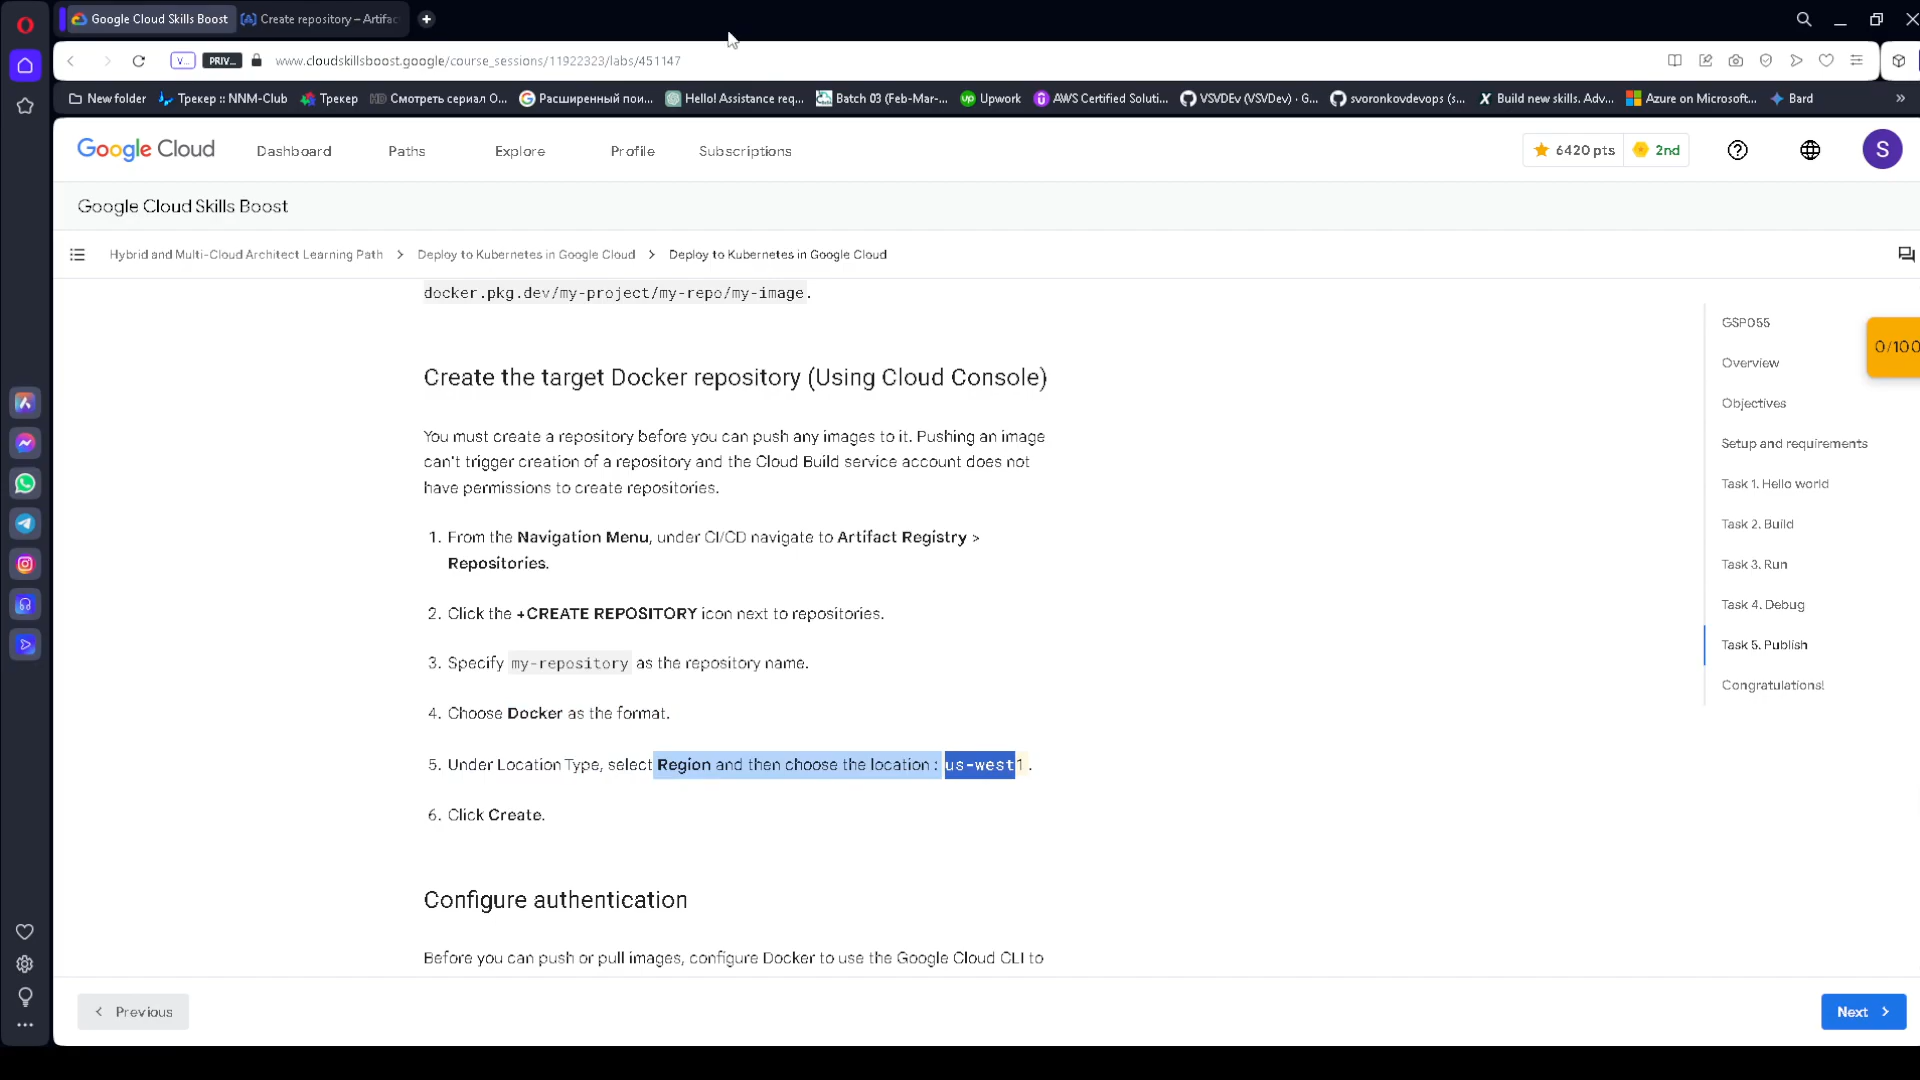 Google Cloud Skills Boost
Create repository – Artifac
V...
PRIV...
www.cloudskillsboost.google/course_sessions/11922323/labs/451147
New folder
Трекер :: NNM-Club
Трекер
HD Смотреть сериал О...
Расширенный пои...
Hello! Assistance req...
Batch 03 (Feb-Mar-...
up Upwork
AWS Certified Soluti...
VSVDEv (VSVDev) · G...
svoronkovdevops (s...
X Build new skills. Adv...
Azure on Microsoft...
Bard
»
Google Cloud
Dashboard
Paths
Explore
Profile
Subscriptions
6420 pts
2nd
S
Google Cloud Skills Boost
Hybrid and Multi-Cloud Architect Learning Path > Deploy to Kubernetes in Google Cloud > Deploy to Kubernetes in Google Cloud
docker.pkg.dev/my-project/my-repo/my-image.
Create the target Docker repository (Using Cloud Console)
You must create a repository before you can push any images to it. Pushing an image
can't trigger creation of a repository and the Cloud Build service account does not
have permissions to create repositories.
1. From the Navigation Menu, under CI/CD navigate to Artifact Registry >
Repositories.
2. Click the +CREATE REPOSITORY icon next to repositories.
3. Specify my-repository as the repository name.
4. Choose Docker as the format.
5. Under Location Type, select Region and then choose the location : us-west1 .
6. Click Create.
Configure authentication
Before you can push or pull images, configure Docker to use the Google Cloud CLI to
GSP055
Overview
Objectives
Setup and requirements
Task 1. Hello world
Task 2. Build
Task 3. Run
Task 4. Debug
Task 5. Publish
Congratulations!
0/100
Previous
Next